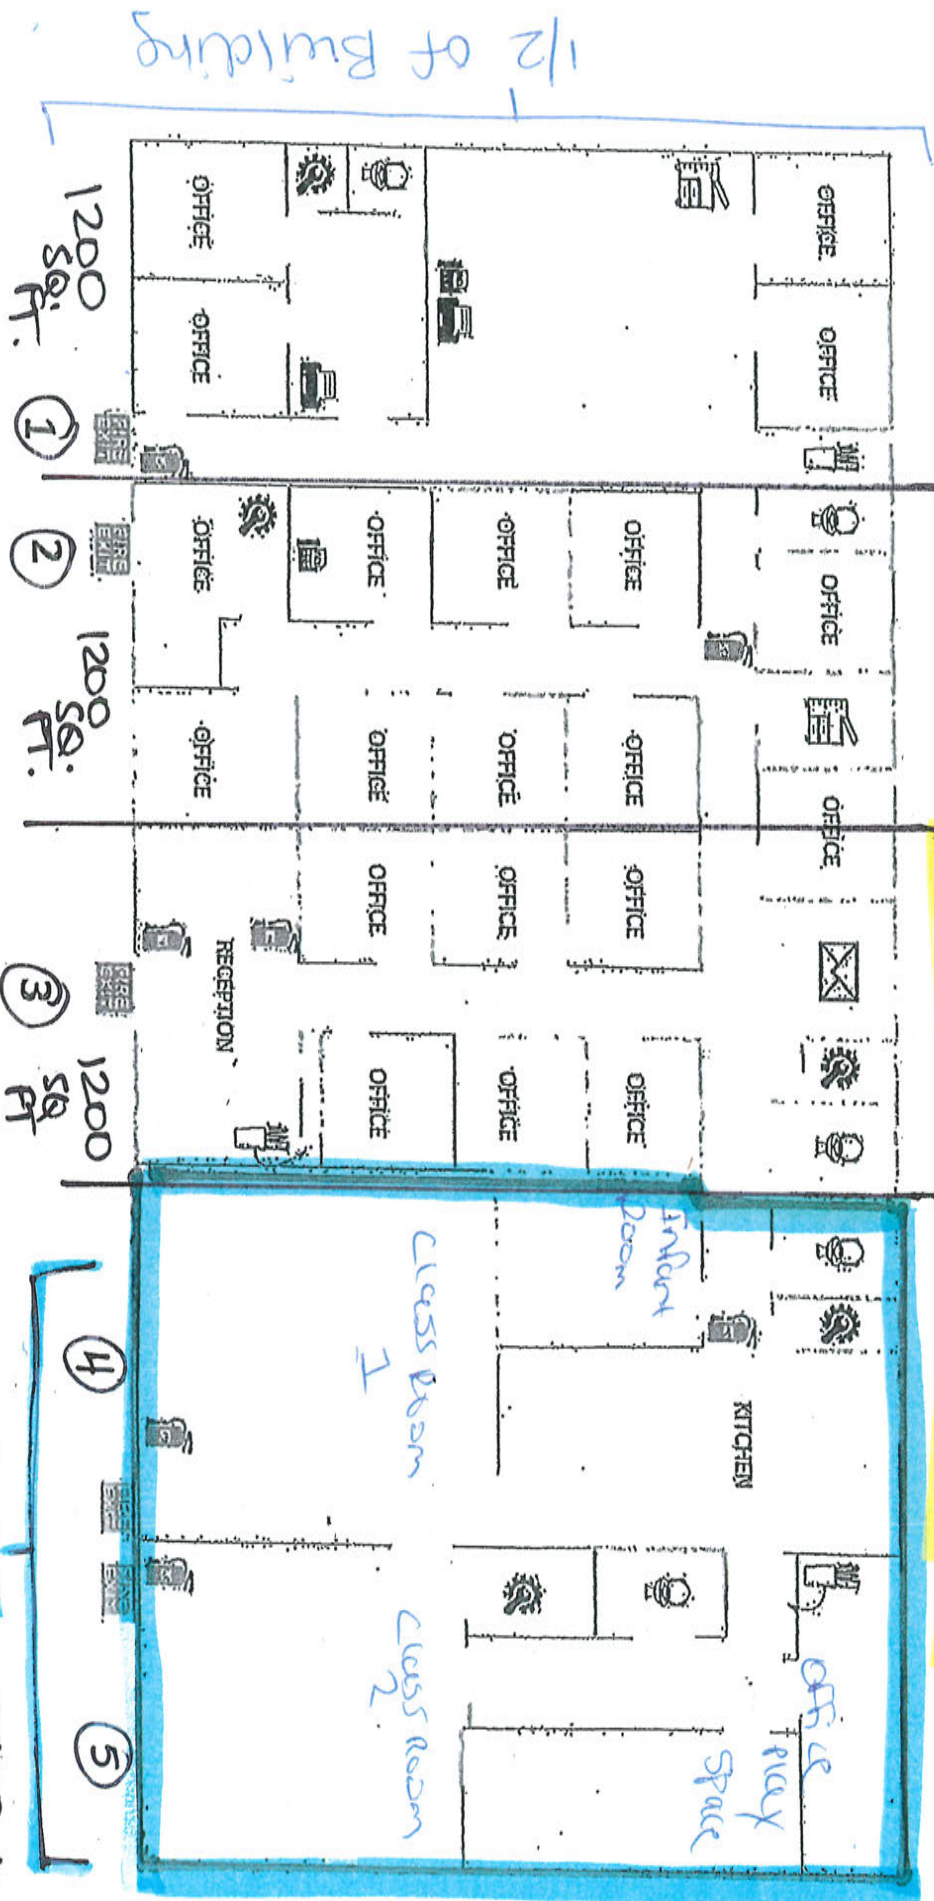 1/2 of Building
OFFICE
OFFICE
OFFICE
OFFICE
Office
KITCHEN
Play
Space
OFFICE
OFFICE
OFFICE
OFFICE
Infant
Room
OFFICE
OFFICE
OFFICE
OFFICE
OFFICE
OFFICE
OFFICE
OFFICE
Class Room
1
Class Room
2
OFFICE
OFFICE
OFFICE
OFFICE
RECEPTION
FIRE
EXIT
FIRE
EXIT
FIRE
EXIT
FIRE
EXIT
FIRE
EXIT
1200
SQ.
FT.
1
2
1200
SQ.
FT.
3
1200
SQ
FT
4
5